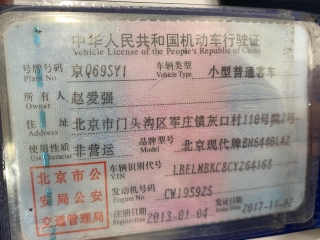 中华人民共和国机动车行驶证
Vehicle License of the People's Republic of China
号牌号码 京Q69SY1 车辆类型 小型普通客车
Plate No. Vehicle Type
所有人 赵爱强
Owner
住址 北京市门头沟区军庄镇灰口村118号院2号
Address
使用性质 非营运 品牌型号 北京现代牌BH6440LAZ
Use Character Model
车辆识别代号 LBELMBKC8CY264168
VIN
北京市公
安局公安
交通管理局
发动机号码 CW195925
Engine No.
注册日期 2013-01-04 发证日期 2017-11-02
Register Date Issue Date